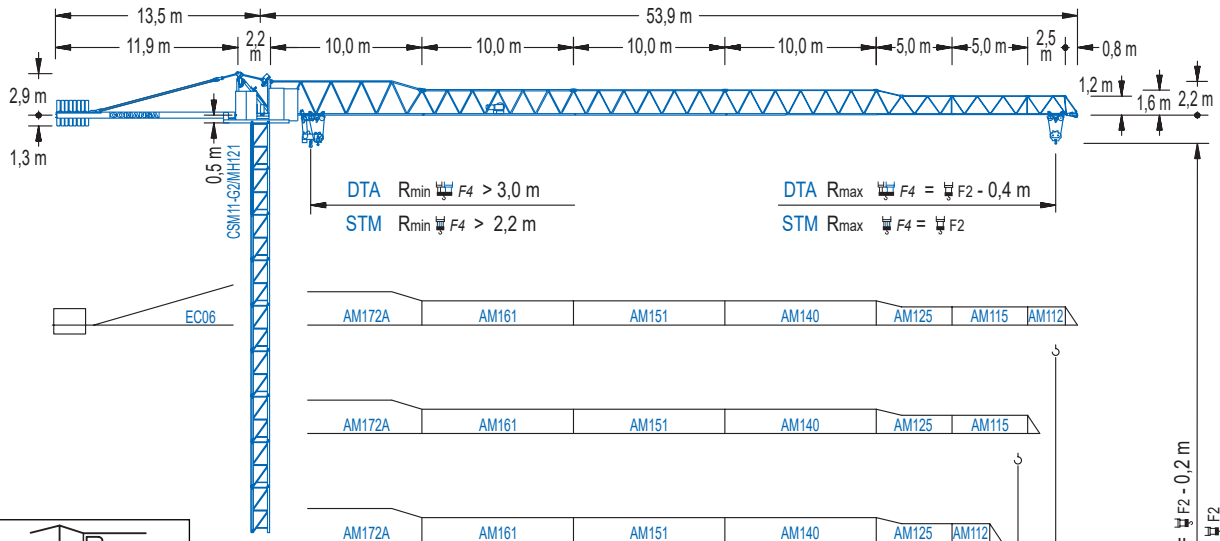 13,5 m 53,9 m
11,9 m 2,2 m 10,0 m 10,0 m 10,0 m 10,0 m 5,0 m 5,0 m 2,5 m 0,8 m
2,9 m
1,3 m
0,5 m
CSM11-G2/MH121
1,2 m
1,6 m
2,2 m
DTA Rmin F4 > 3,0 m DTA Rmax F4 = F2 - 0,4 m
STM Rmin F4 > 2,2 m STM Rmax F4 = F2
EC06 AM172A AM161 AM151 AM140 AM125 AM115 AM112
AM172A AM161 AM151 AM140 AM125 AM115
AM172A AM161 AM151 AM140 AM125 AM112
= F2 - 0,2 m
F2